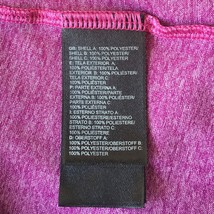 GB: SHELL A: 100% POLYESTER/
SHELL B: 100% POLYESTER/
SHELL C: 100% POLYESTER
E: TELA EXTERIOR A:
100% POLIÉSTER/TELA
EXTERIOR B: 100% POLIÉSTER/
TELA EXTERIOR C:
100% POLIÉSTER
P: PARTE EXTERNA A:
100% POLIÉSTER/PARTE
EXTERNA B: 100% POLIÉSTER/
PARTE EXTERNA C:
100% POLIÉSTER
I: ESTERNO STRATO A:
100% POLIESTERE/ESTERNO
STRATO B: 100% POLIESTERE/
ESTERNO STRATO C:
100% POLIESTERE
D: OBERSTOFF A:
100% POLYESTER/OBERSTOFF B:
100% POLYESTER/OBERSTOFF C:
100% POLYESTER